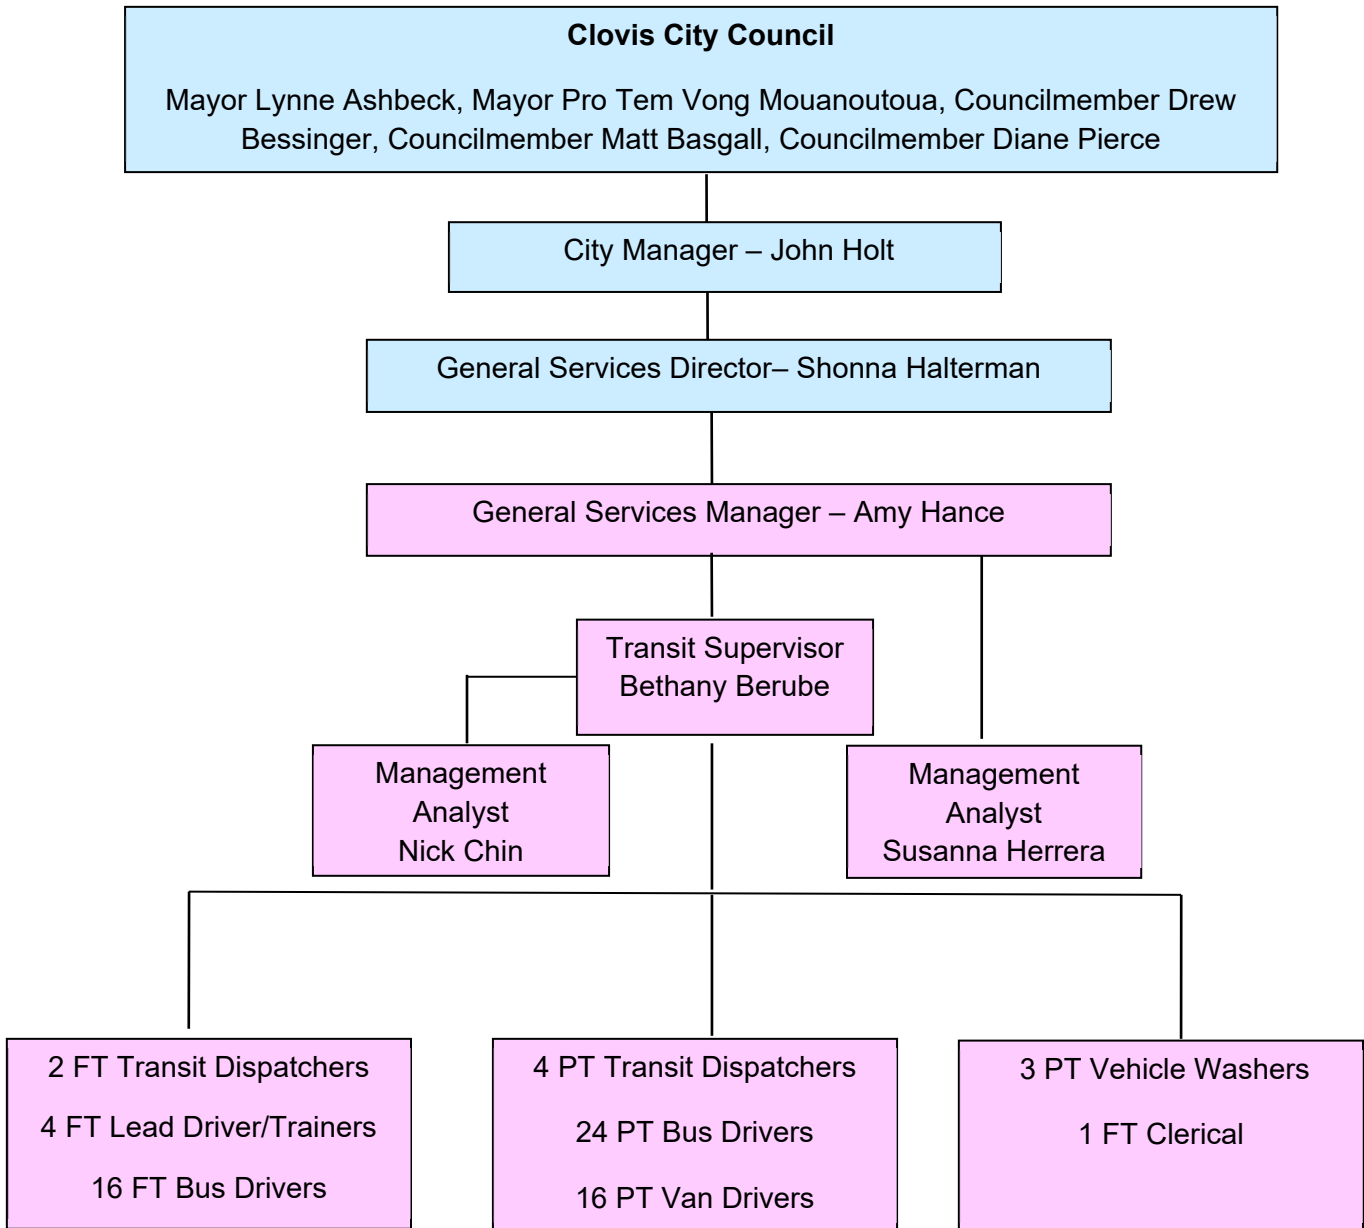 Clovis City Council
Mayor Lynne Ashbeck, Mayor Pro Tem Vong Mouanoutoua, Councilmember Drew
Bessinger, Councilmember Matt Basgall, Councilmember Diane Pierce
City Manager – John Holt
General Services Director– Shonna Halterman
General Services Manager – Amy Hance
Transit Supervisor
Bethany Berube
Management
Analyst
Nick Chin
Management
Analyst
Susanna Herrera
2 FT Transit Dispatchers
4 FT Lead Driver/Trainers
16 FT Bus Drivers
4 PT Transit Dispatchers
24 PT Bus Drivers
16 PT Van Drivers
3 PT Vehicle Washers
1 FT Clerical